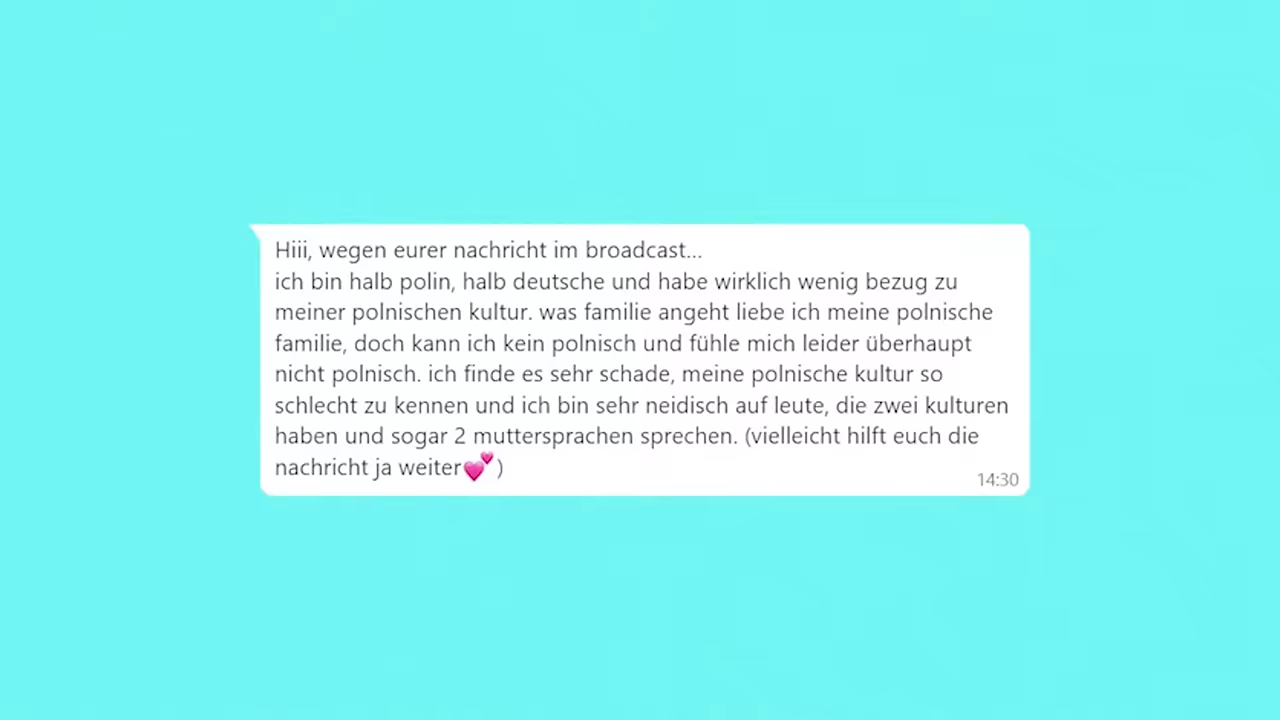 Hiii, wegen eurer nachricht im broadcast...
ich bin halb polin, halb deutsche und habe wirklich wenig bezug zu
meiner polnischen kultur. was familie angeht liebe ich meine polnische
familie, doch kann ich kein polnisch und fühle mich leider überhaupt
nicht polnisch. ich finde es sehr schade, meine polnische kultur so
schlecht zu kennen und ich bin sehr neidisch auf leute, die zwei kulturen
haben und sogar 2 muttersprachen sprechen. (vielleicht hilft euch die
nachricht ja weiter💕)
14:30